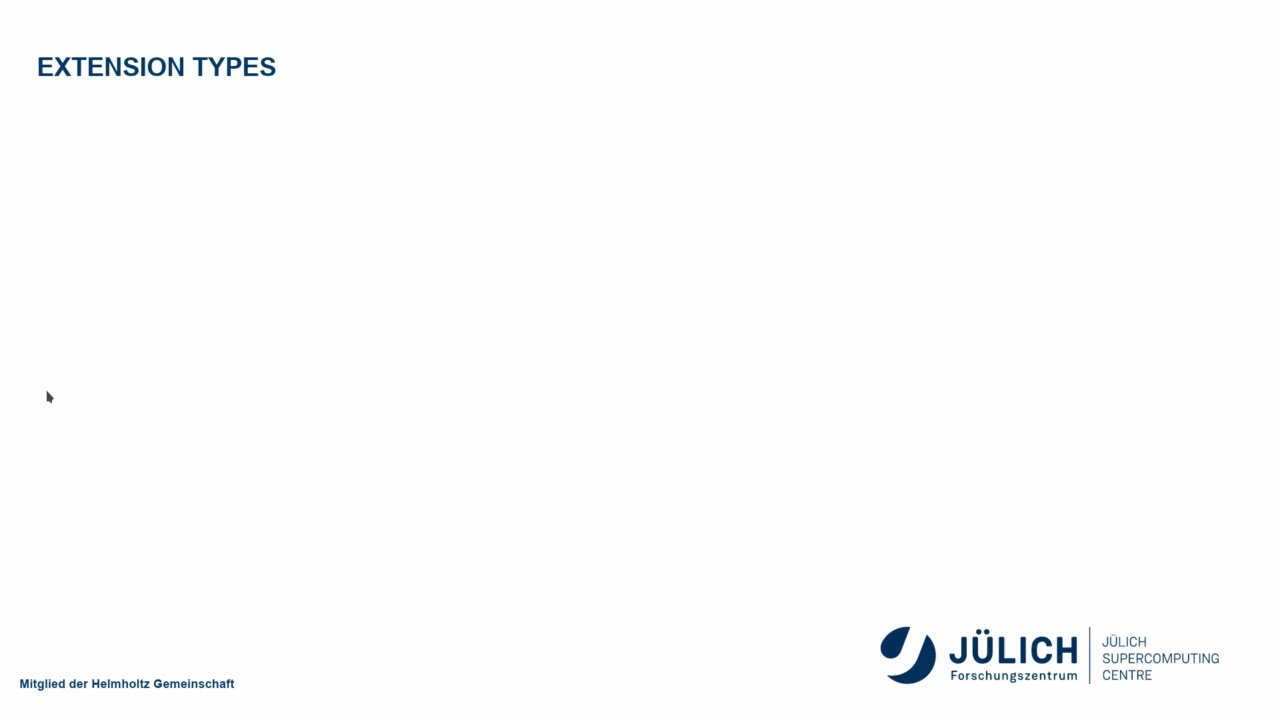 EXTENSION TYPES
JÜLICH
Forschungszentrum
JÜLICH
SUPERCOMPUTING
CENTRE
Mitglied der Helmholtz Gemeinschaft